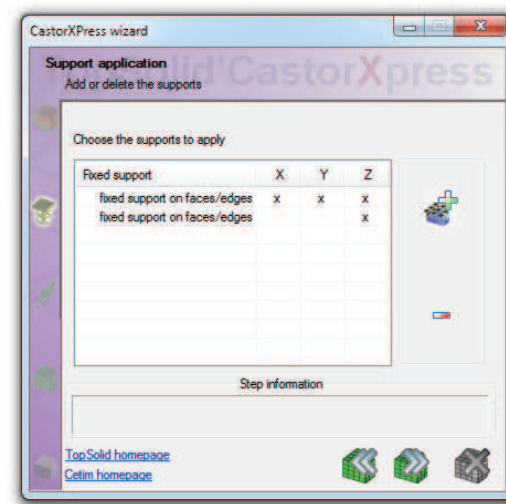 CastorXPress wizard
TopSolid'CastorXpress
Support application
Add or delete the supports
Choose the supports to apply
Fixed support X Y Z
fixed support on faces/edges x x x
fixed support on faces/edges x
Step information
TopSolid homepage
Cetim homepage